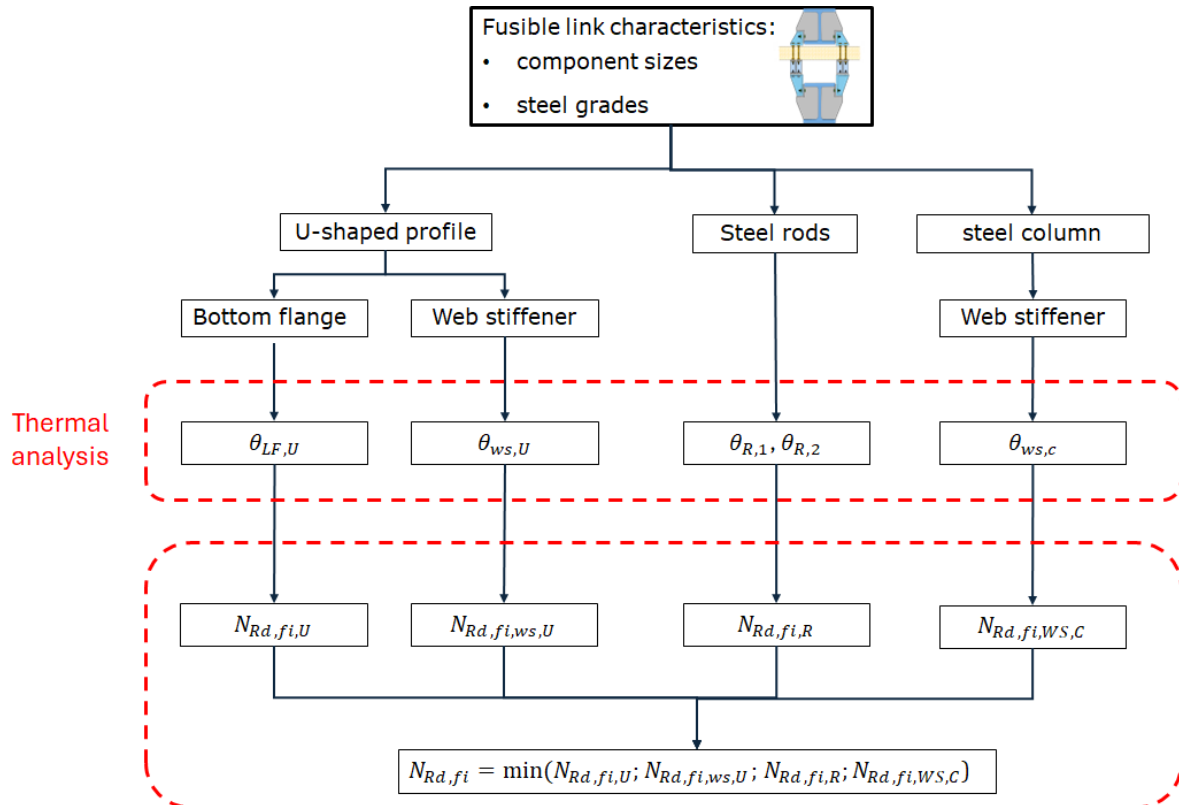 Fusible link characteristics:
• component sizes
• steel grades
U-shaped profile
Steel rods
steel column
Bottom flange
Web stiffener
Web stiffener
Thermal
analysis
θ_{LF,U}
θ_{ws,U}
θ_{R,1}, θ_{R,2}
θ_{ws,c}
N_{Rd,fi,U}
N_{Rd,fi,ws,U}
N_{Rd,fi,R}
N_{Rd,fi,WS,C}
N_{Rd,fi} = min(N_{Rd,fi,U}; N_{Rd,fi,ws,U}; N_{Rd,fi,R}; N_{Rd,fi,WS,C})